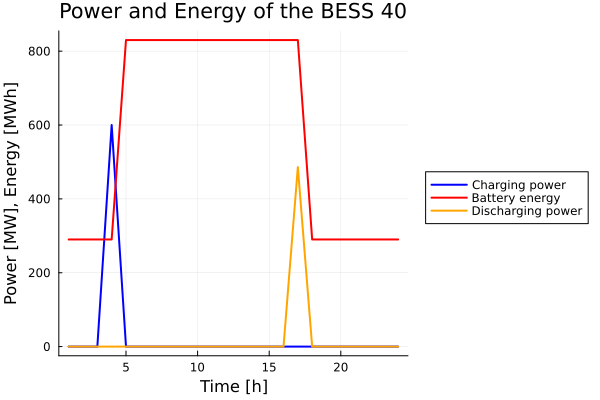 Power and Energy of the BESS 40
Power [MW], Energy [MWh]
800
600
400
200
0
5
10
15
20
Time [h]
Charging power
Battery energy
Discharging power